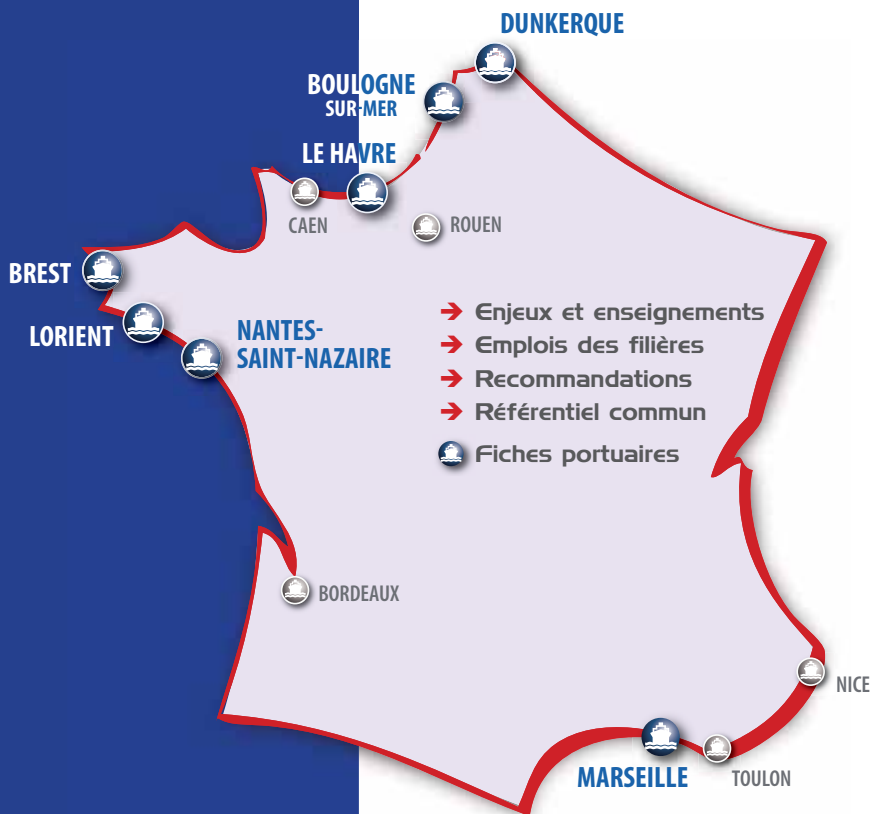 DUNKERQUE
BOULOGNE
SUR-MER
LE HAVRE
CAEN
ROUEN
BREST
LORIENT
NANTES-
SAINT-NAZAIRE
➔ Enjeux et enseignements
➔ Emplois des filières
➔ Recommandations
➔ Référentiel commun
Fiches portuaires
BORDEAUX
NICE
MARSEILLE
TOULON